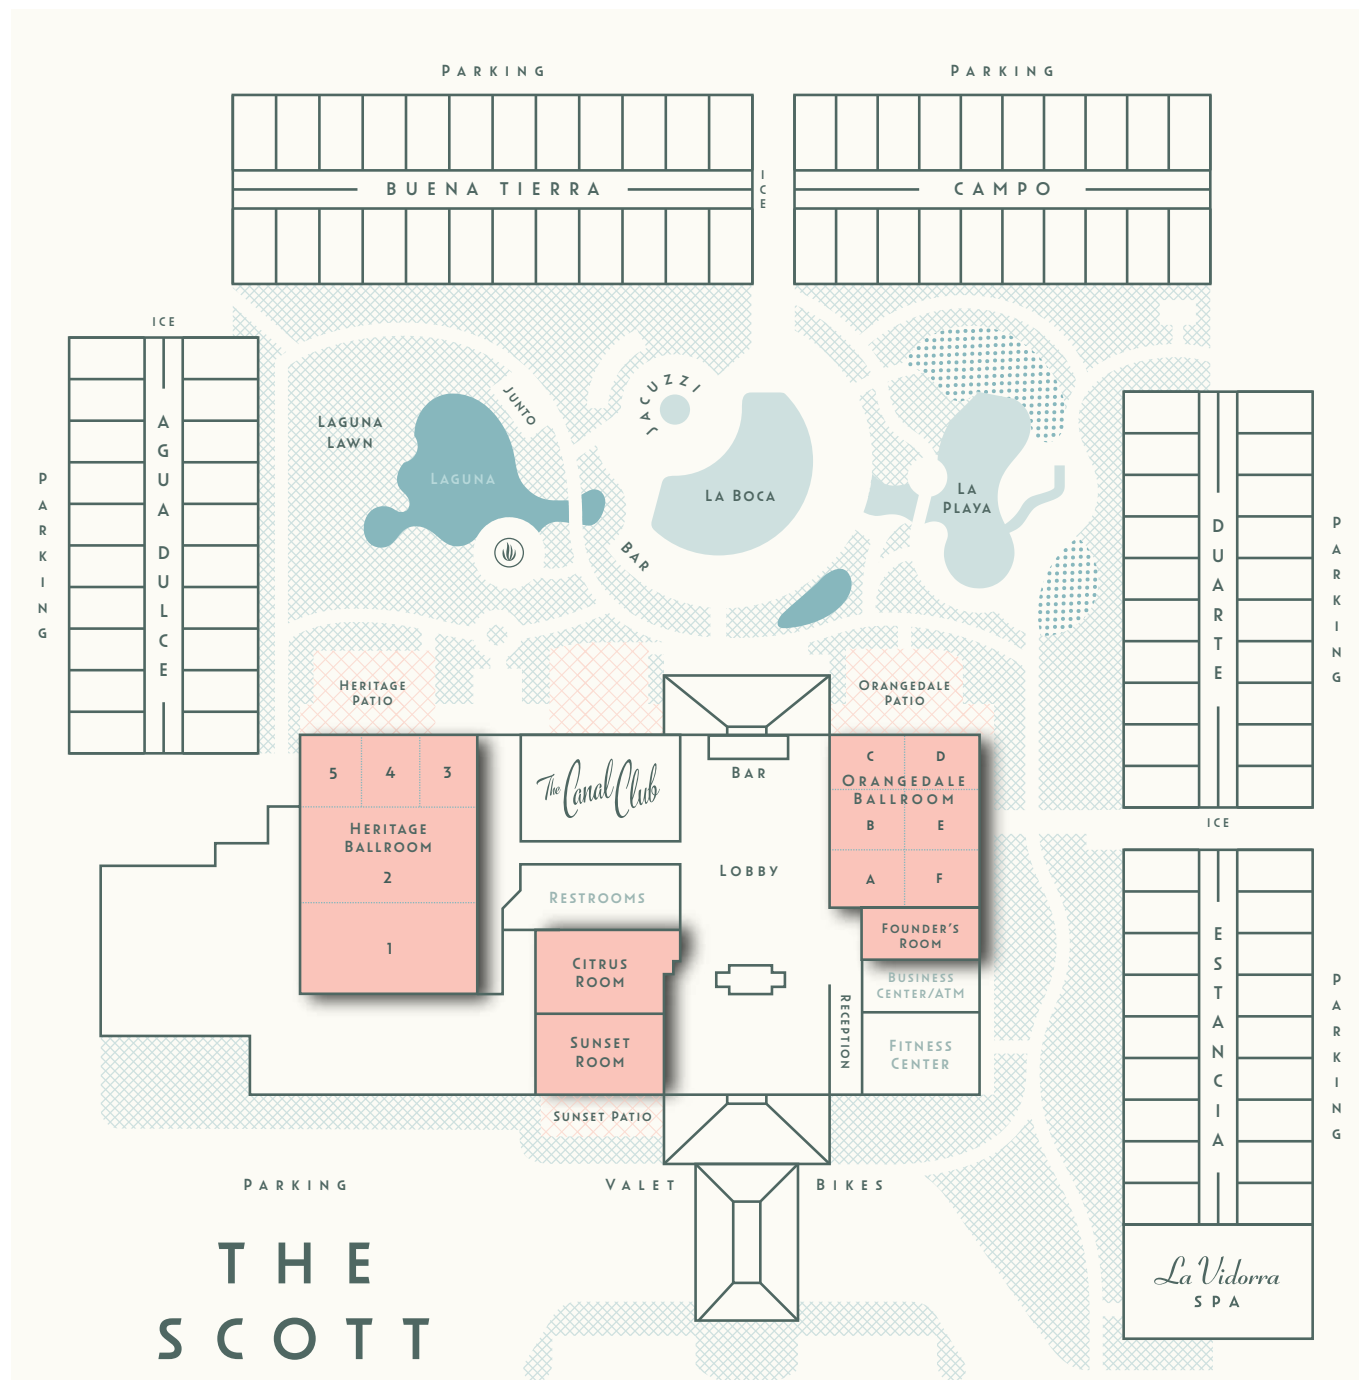 PARKING
PARKING
BUENA TIERRA
ICE
CAMPO
ICE
PARKING
AGUA DULCE
LAGUNA
LAWN
LAGUNA
JUNTO
JACUZZI
LA BOCA
BAR
LA
PLAYA
DUARTE
PARKING
HERITAGE
PATIO
ORANGEDALE
PATIO
5
4
3
HERITAGE
BALLROOM
2
1
The Canal Club
BAR
LOBBY
C
D
ORANGEDALE
BALLROOM
B
E
A
F
ICE
RESTROOMS
FOUNDER'S
ROOM
CITRUS
ROOM
BUSINESS
CENTER/ATM
RECEPTION
SUNSET
ROOM
FITNESS
CENTER
ESTANCIA
PARKING
SUNSET PATIO
PARKING
VALET
BIKES
THE
SCOTT
La Vidorra
SPA